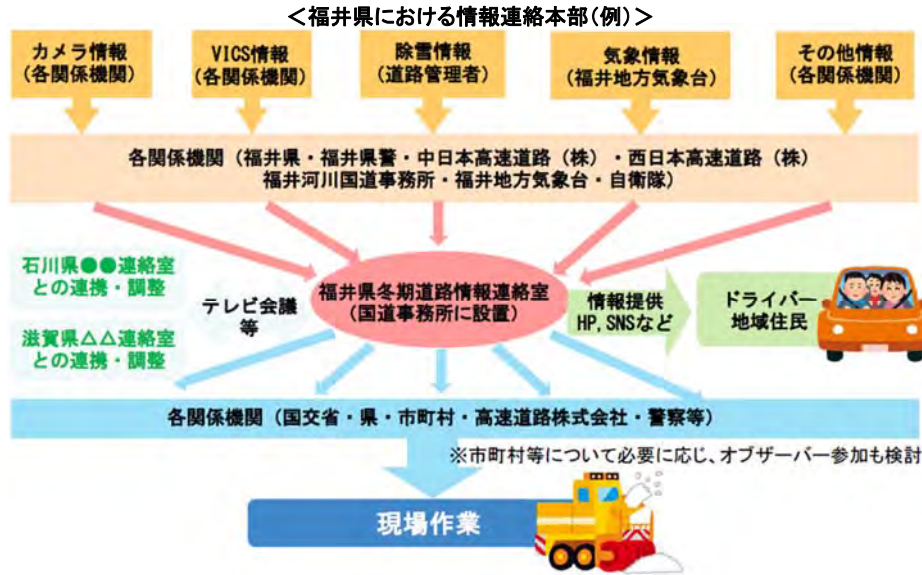 ＜福井県における情報連絡本部（例）＞
カメラ情報
（各関係機関）
VICS情報
（各関係機関）
除雪情報
（道路管理者）
気象情報
（福井地方気象台）
その他情報
（各関係機関）
各関係機関（福井県・福井県警・中日本高速道路（株）・西日本高速道路（株）
福井河川国道事務所・福井地方気象台・自衛隊）
石川県●●連絡室
との連携・調整
滋賀県△△連絡室
との連携・調整
テレビ会議
等
福井県冬期道路情報連絡室
（国道事務所に設置）
情報提供
HP,SNSなど
ドライバー
地域住民
各関係機関（国交省・県・市町村・高速道路株式会社・警察等）
※市町村等について必要に応じ、オブザーバー参加も検討
現場作業